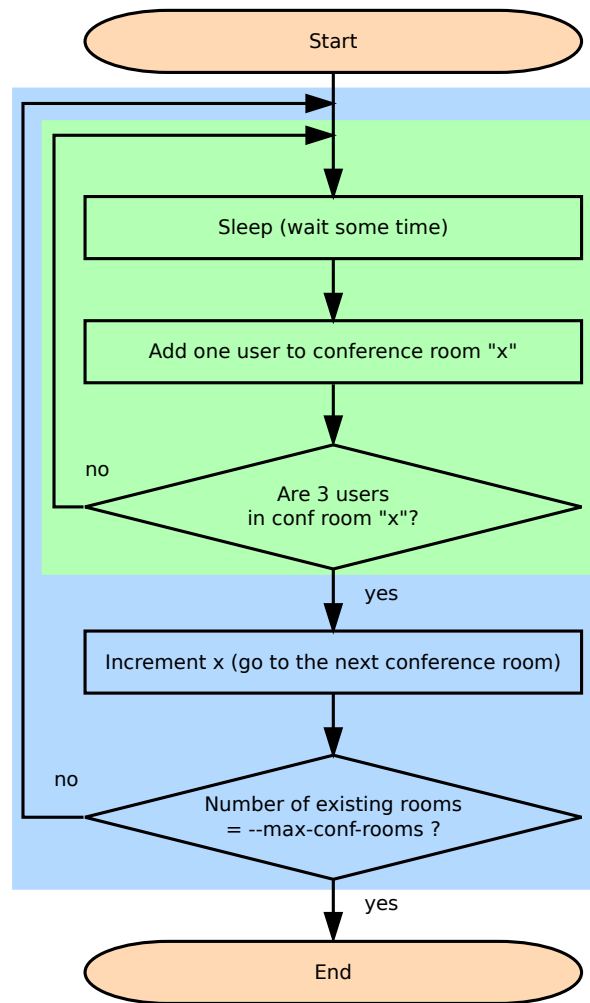 Start
Sleep (wait some time)
Add one user to conference room "x"
no
Are 3 users
in conf room "x"?
yes
Increment x (go to the next conference room)
no
Number of existing rooms
= --max-conf-rooms ?
yes
End